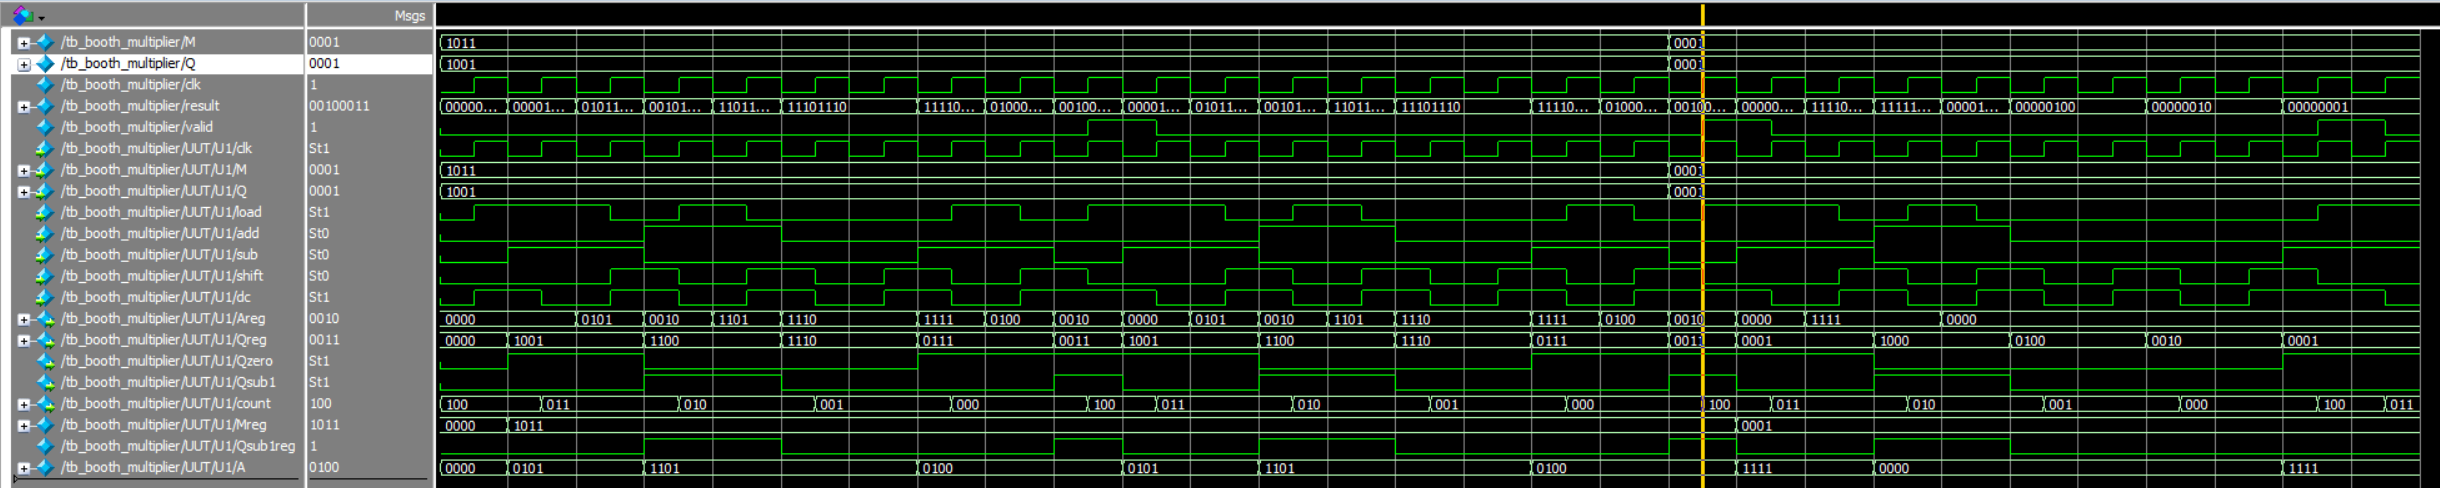 Msgs
/tb_booth_multiplier/M 0001 1011 0001
/tb_booth_multiplier/Q 0001 1001 0001
/tb_booth_multiplier/clk 1
/tb_booth_multiplier/result 00100011 00000... 00001... 01011... 00101... 11011... 11101110 11110... 01000... 00100... 00001... 01011... 00101... 11011... 11101110 11110... 01000... 00100... 00000... 11110... 11111... 00001... 00000100 00000010 00000001
/tb_booth_multiplier/valid 1
/tb_booth_multiplier/UUT/U1/clk St1
/tb_booth_multiplier/UUT/U1/M 0001 1011 0001
/tb_booth_multiplier/UUT/U1/Q 0001 1001 0001
/tb_booth_multiplier/UUT/U1/load St1
/tb_booth_multiplier/UUT/U1/add St0
/tb_booth_multiplier/UUT/U1/sub St0
/tb_booth_multiplier/UUT/U1/shift St0
/tb_booth_multiplier/UUT/U1/dc St1
/tb_booth_multiplier/UUT/U1/Areg 0010 0000 0101 0010 1101 1110 1111 0100 0010 0000 0101 0010 1101 1110 1111 0100 0010 0000 1111 0000
/tb_booth_multiplier/UUT/U1/Qreg 0011 0000 1001 1100 1110 0111 0011 1001 1100 1110 0111 0011 0001 1000 0100 0010 0001
/tb_booth_multiplier/UUT/U1/Qzero St1
/tb_booth_multiplier/UUT/U1/Qsub1 St1
/tb_booth_multiplier/UUT/U1/count 100 100 011 010 001 000 100 011 010 001 000 100 011 010 001 000 100 011
/tb_booth_multiplier/UUT/U1/Mreg 1011 0000 1011 0001
/tb_booth_multiplier/UUT/U1/Qsub1reg 1
/tb_booth_multiplier/UUT/U1/A 0100 0000 0101 1101 0100 0101 1101 0100 1111 0000 1111